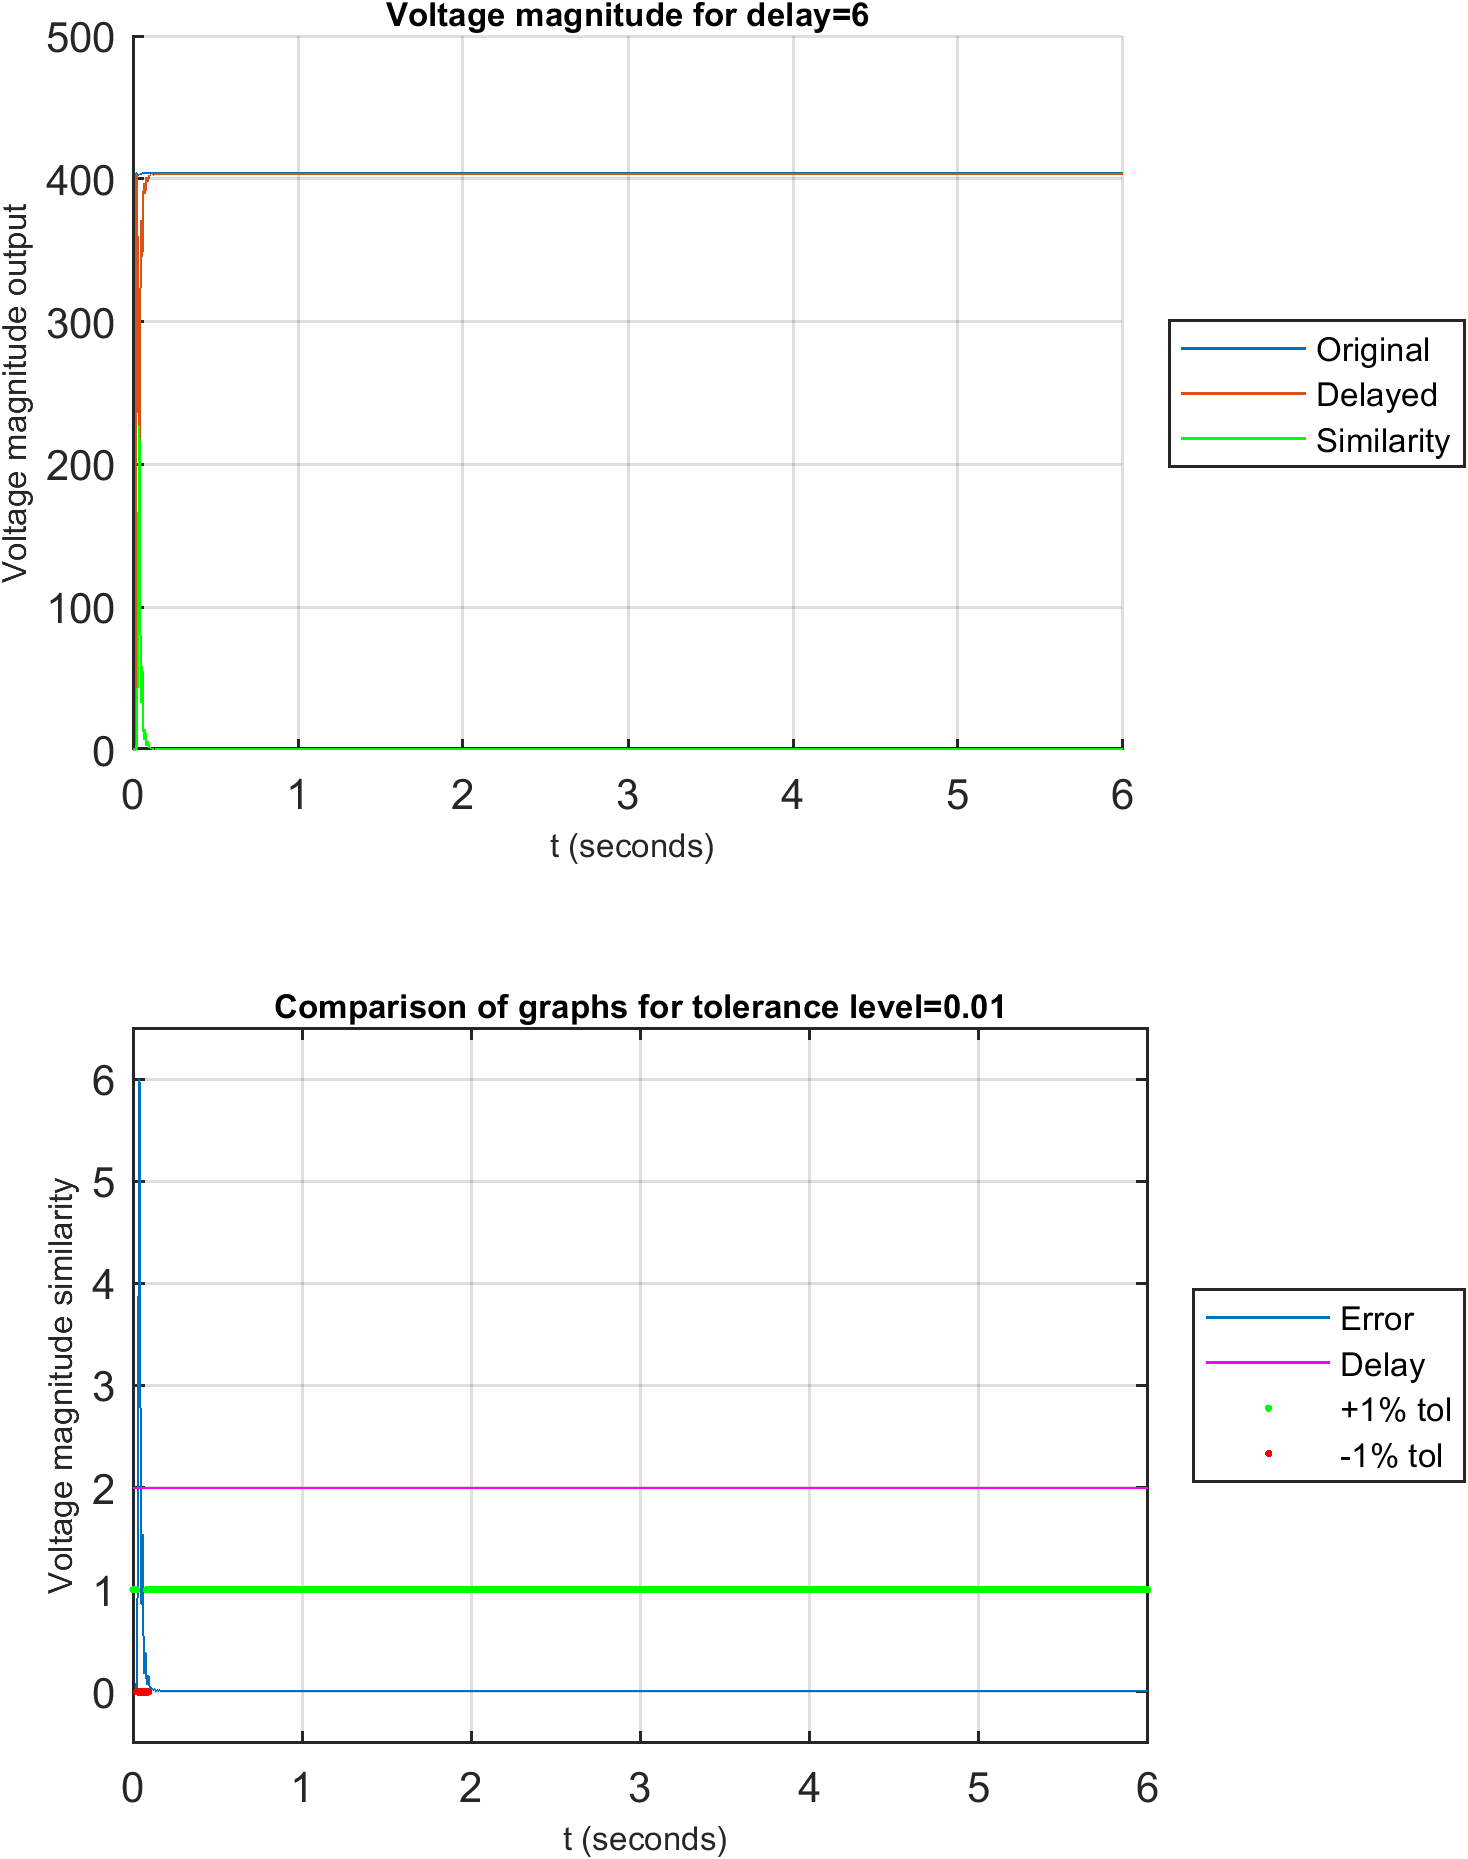 Voltage magnitude for delay=6
500
400
300
200
100
0
Voltage magnitude output
0 1 2 3 4 5 6
t (seconds)
Original
Delayed
Similarity
Comparison of graphs for tolerance level=0.01
6
5
4
3
2
1
0
Voltage magnitude similarity
0 1 2 3 4 5 6
t (seconds)
Error
Delay
+1% tol
-1% tol